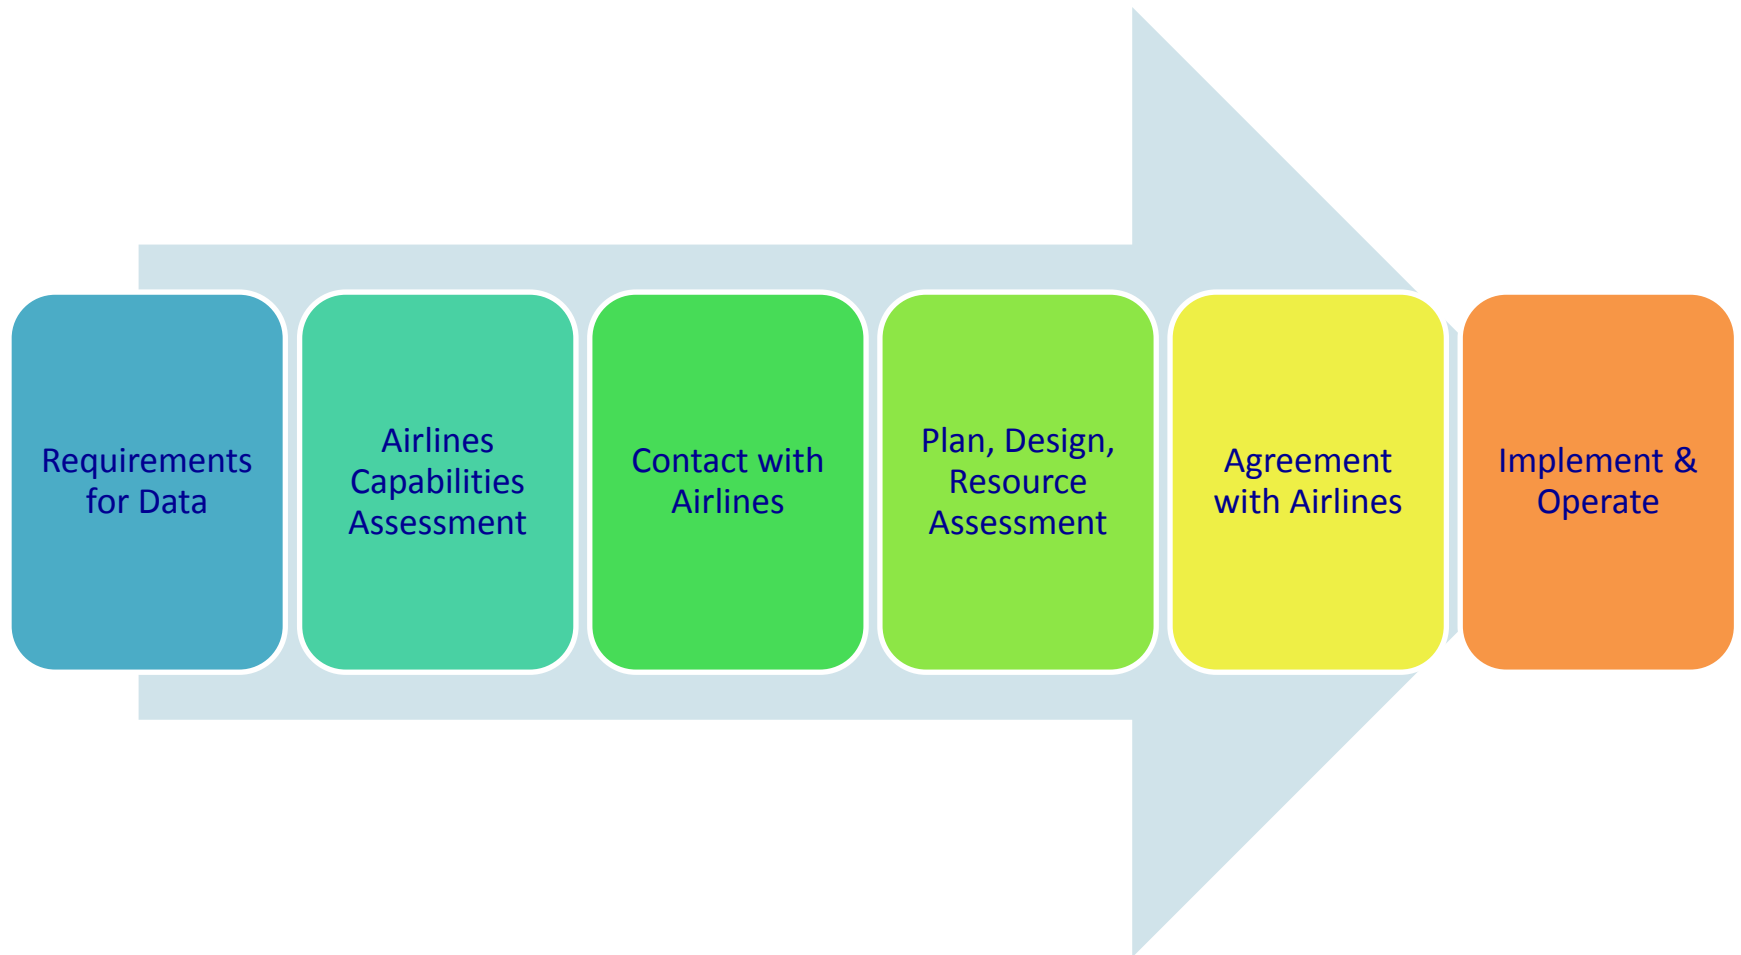 Requirements
for Data
Airlines
Capabilities
Assessment
Contact with
Airlines
Plan, Design,
Resource
Assessment
Agreement
with Airlines
Implement &
Operate